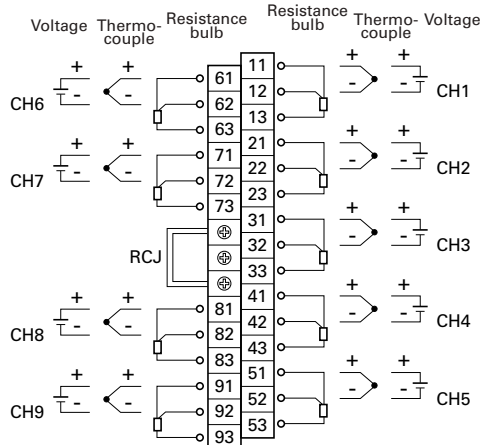 Voltage Thermo-couple Resistance bulb Resistance bulb Thermo-couple Voltage
CH6 + - + - 61 62 63
CH7 + - + - 71 72 73
RCJ
CH8 + - + - 81 82 83
CH9 + - + - 91 92 93
11 12 13 + - + - CH1
21 22 23 + - + - CH2
31 32 33 + - + - CH3
41 42 43 + - + - CH4
51 52 53 + - + - CH5